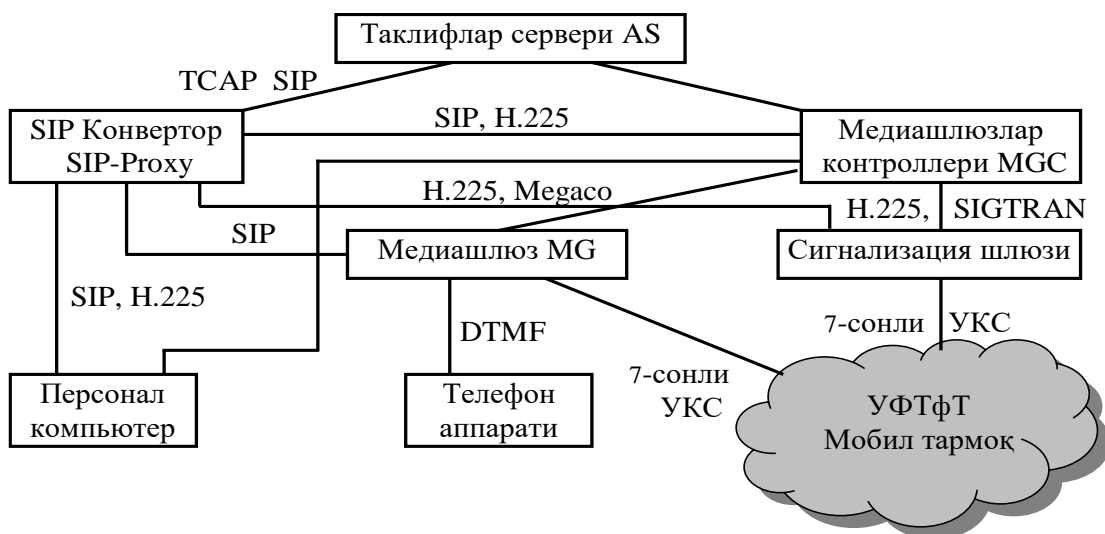 Таклифлар сервери AS
TCAP SIP
SIP Конвертор
SIP-Proxy
SIP, H.225
Медиашлюзлар
контроллери MGC
H.225, Megaco
H.225, SIGTRAN
SIP
Медиашлюз MG
Сигнализация шлюзи
SIP, H.225
DTMF
7-сонли УКС
7-сонли
УКС
Персонал
компьютер
Телефон
аппарати
УФТфТ
Мобил тармоқ